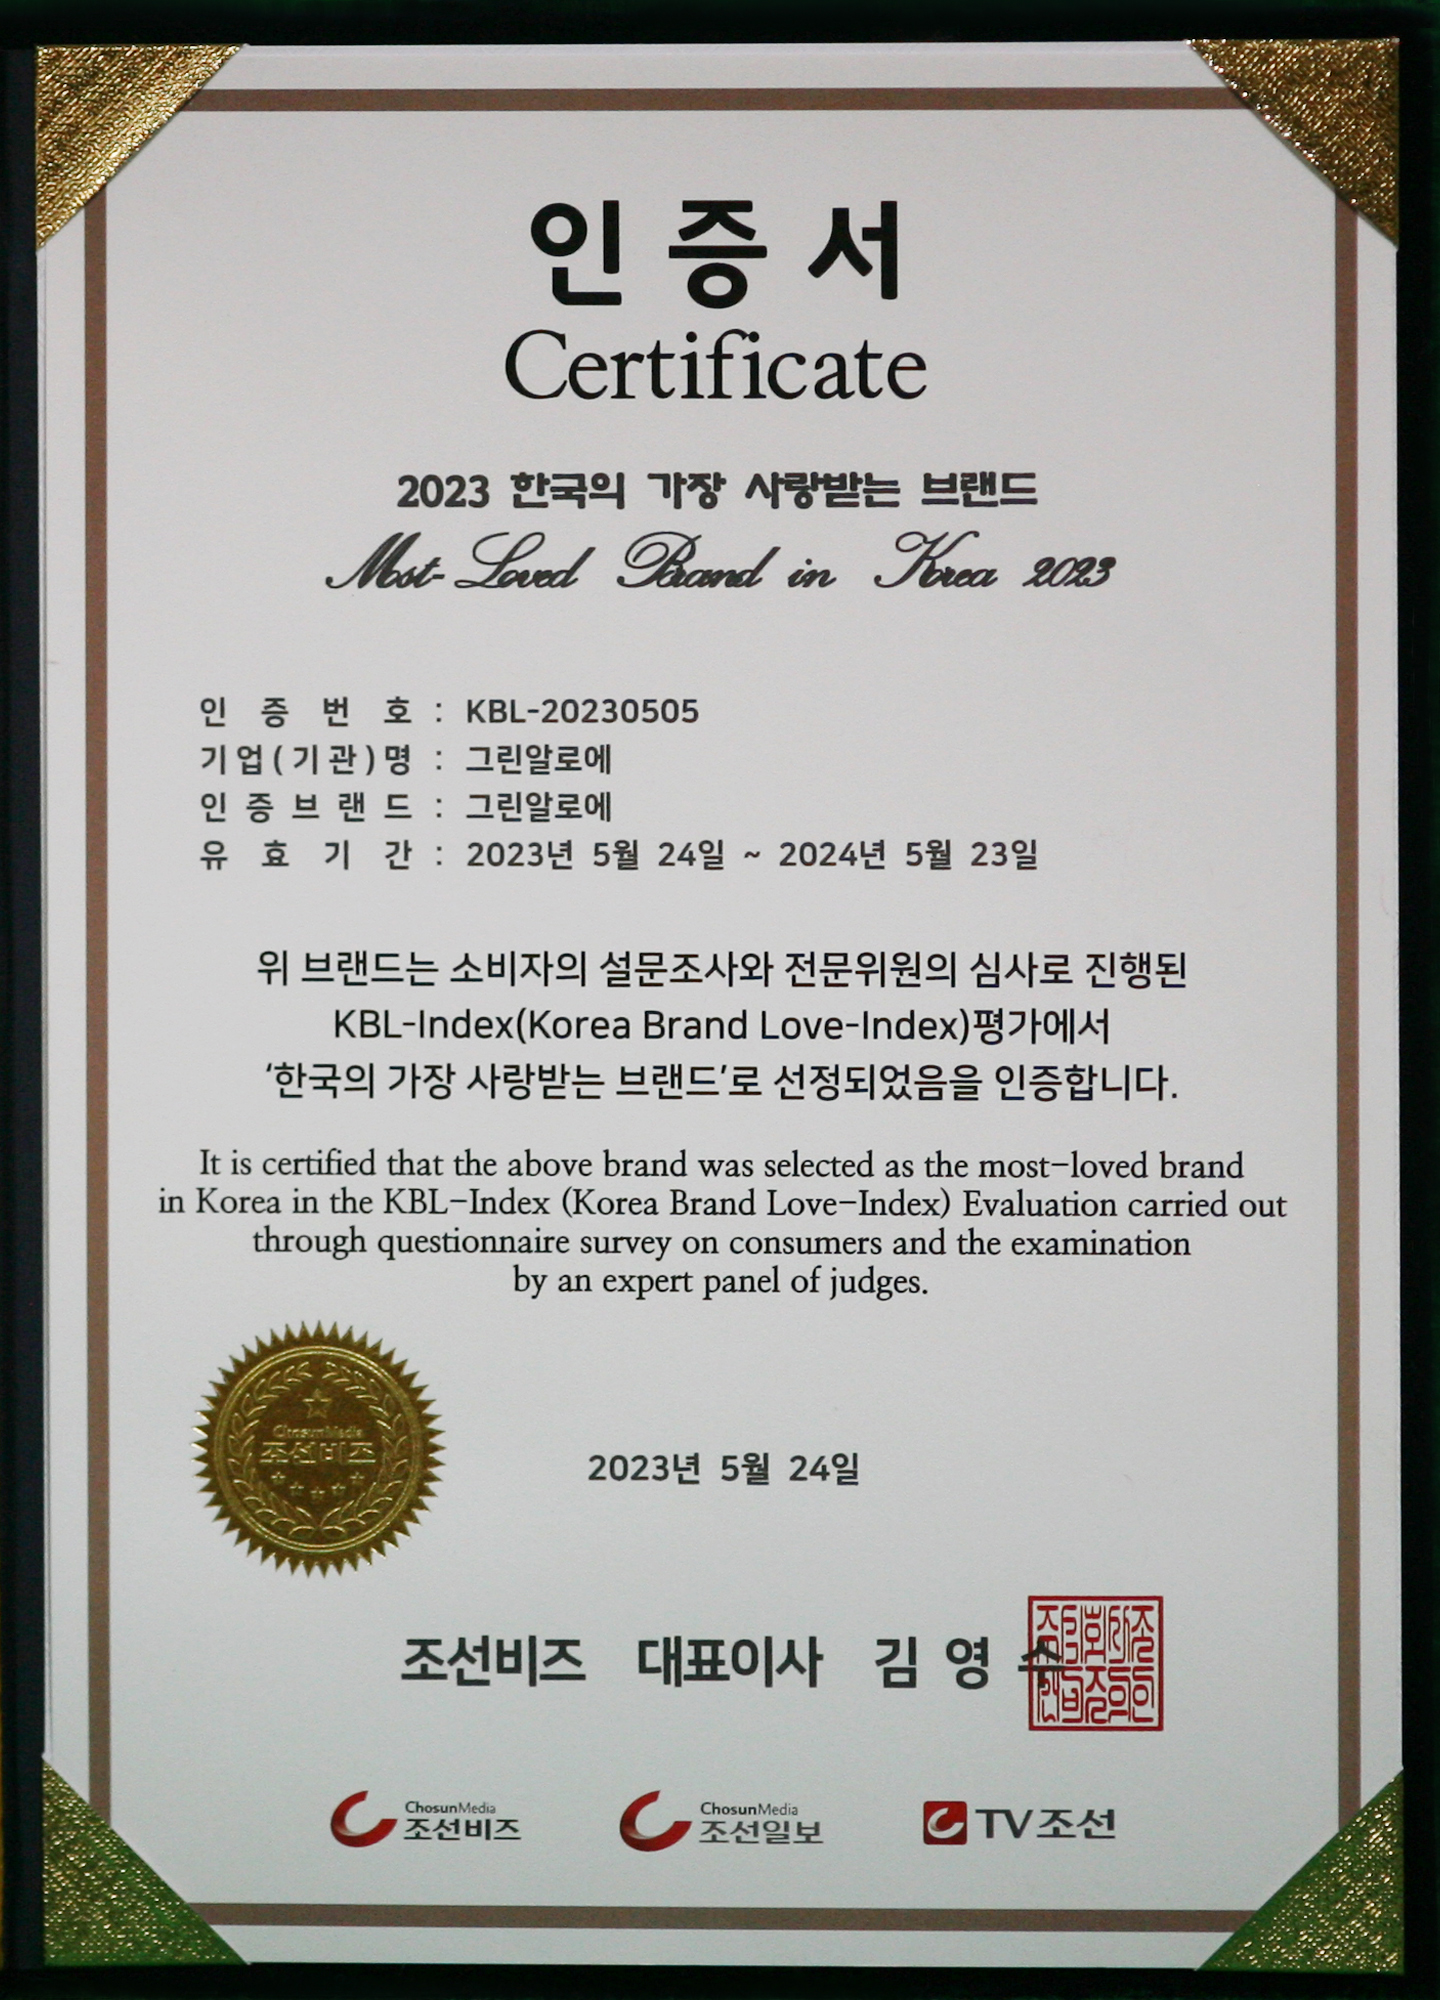 인증서
Certificate
2023 한국의 가장 사랑받는 브랜드
Most-Loved Brand in Korea 2023
인 증 번 호 : KBL-20230505
기업(기관)명 : 그린알로에
인증브랜드 : 그린알로에
유 효 기 간 : 2023년 5월 24일 ~ 2024년 5월 23일
위 브랜드는 소비자의 설문조사와 전문위원의 심사로 진행된
KBL-Index(Korea Brand Love-Index)평가에서
‘한국의 가장 사랑받는 브랜드’로 선정되었음을 인증합니다.
It is certified that the above brand was selected as the most-loved brand
in Korea in the KBL-Index (Korea Brand Love-Index) Evaluation carried out
through questionnaire survey on consumers and the examination
by an expert panel of judges.
ChosunMedia
조선비즈
2023년 5월 24일
조선비즈 대표이사 김 영 수
ChosunMedia
조선비즈
ChosunMedia
조선일보
TV조선